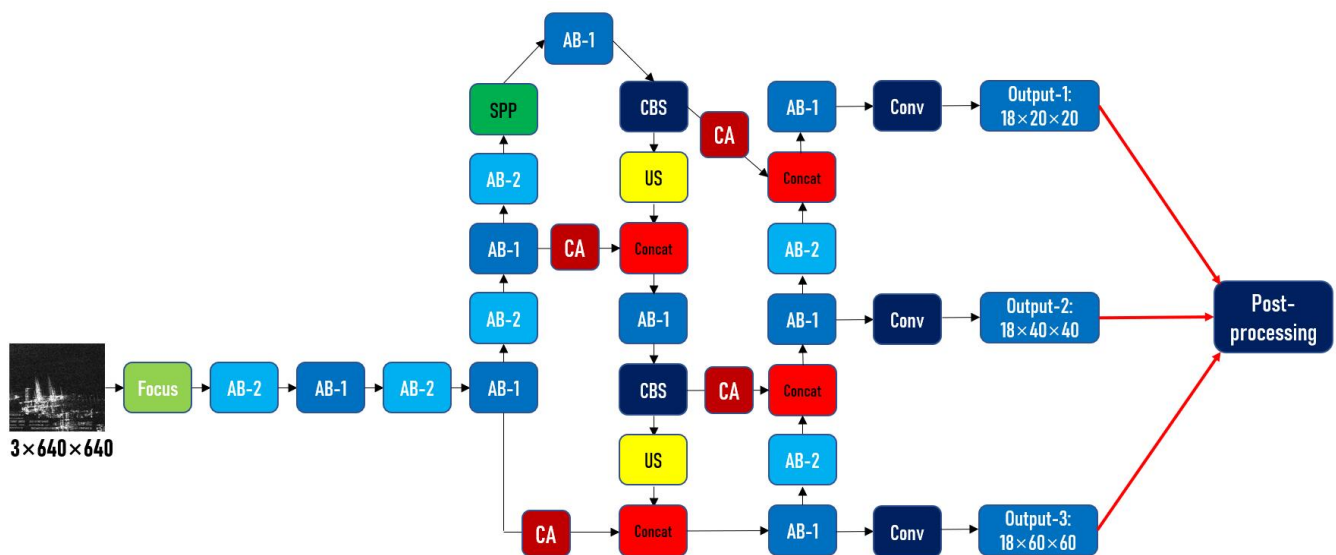 AB-1
SPP
CBS
CA
AB-1
Conv
Output-1:
18×20×20
AB-2
US
Concat
AB-1
CA
Concat
AB-2
AB-2
AB-1
AB-1
Conv
Output-2:
18×40×40
Post-
processing
Focus
AB-2
AB-1
AB-2
AB-1
CBS
CA
Concat
3×640×640
US
AB-2
CA
Concat
AB-1
Conv
Output-3:
18×60×60